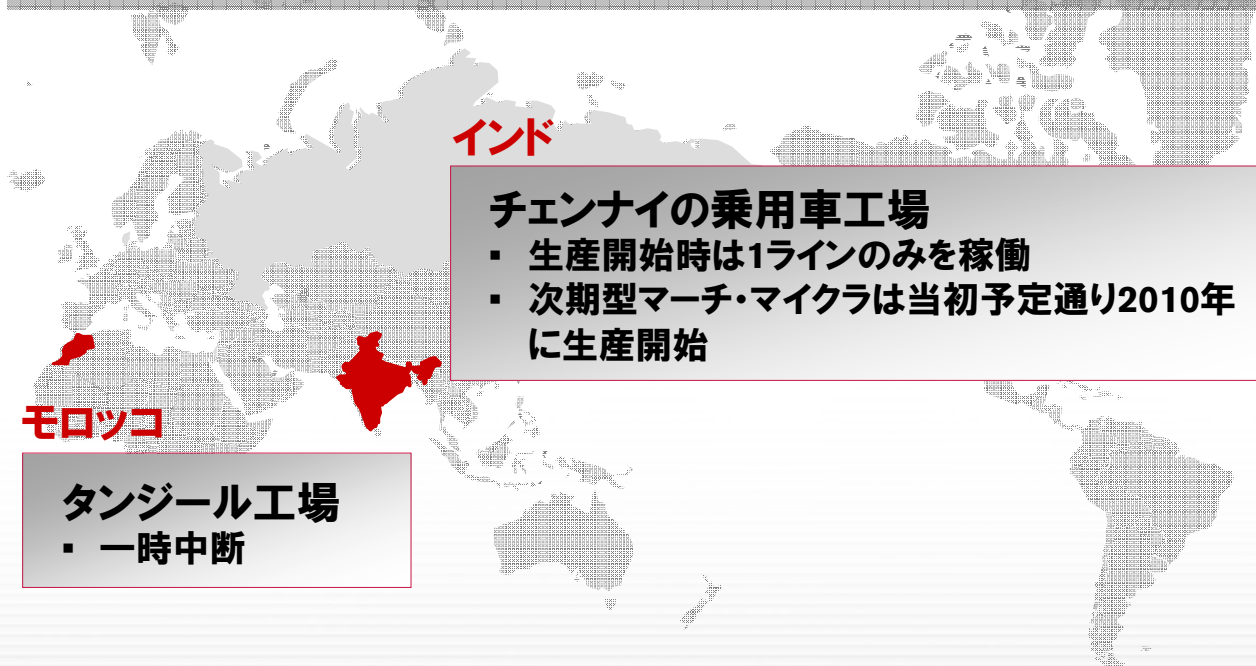 インド
チェンナイの乗用車工場
▪ 生産開始時は1ラインのみを稼働
▪ 次期型マーチ・マイクラは当初予定通り2010年
に生産開始
モロッコ
タンジール工場
▪ 一時中断